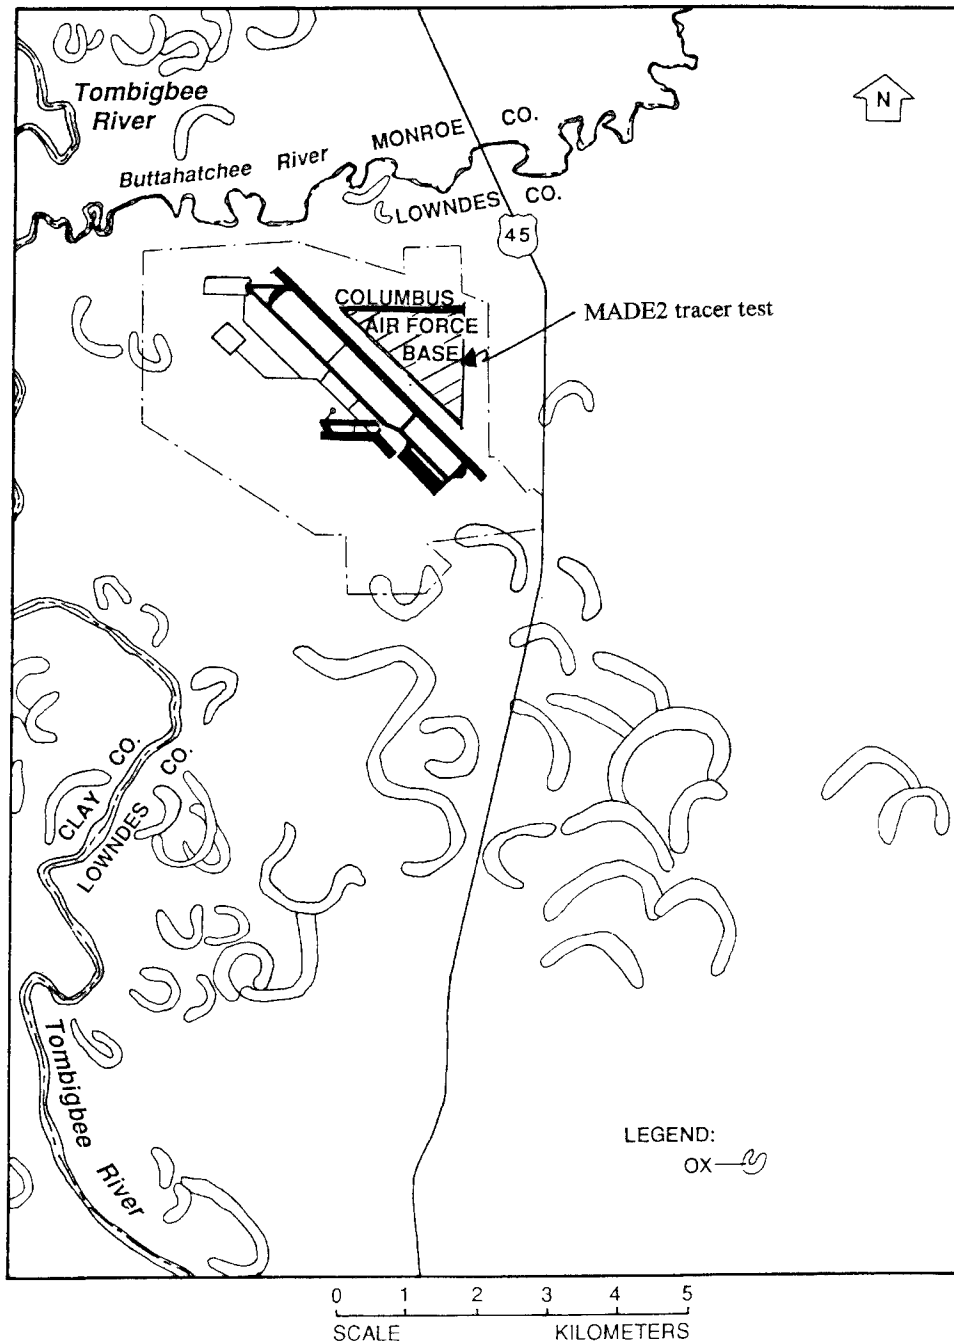 Tombigbee
River
N
MONROE CO.
Buttahatchee River
LOWNDES CO.
45
COLUMBUS
AIR FORCE
BASE
MADE2 tracer test
CLAY CO.
LOWNDES CO.
Tombigbee River
LEGEND:
OX
0 1 2 3 4 5
SCALE KILOMETERS